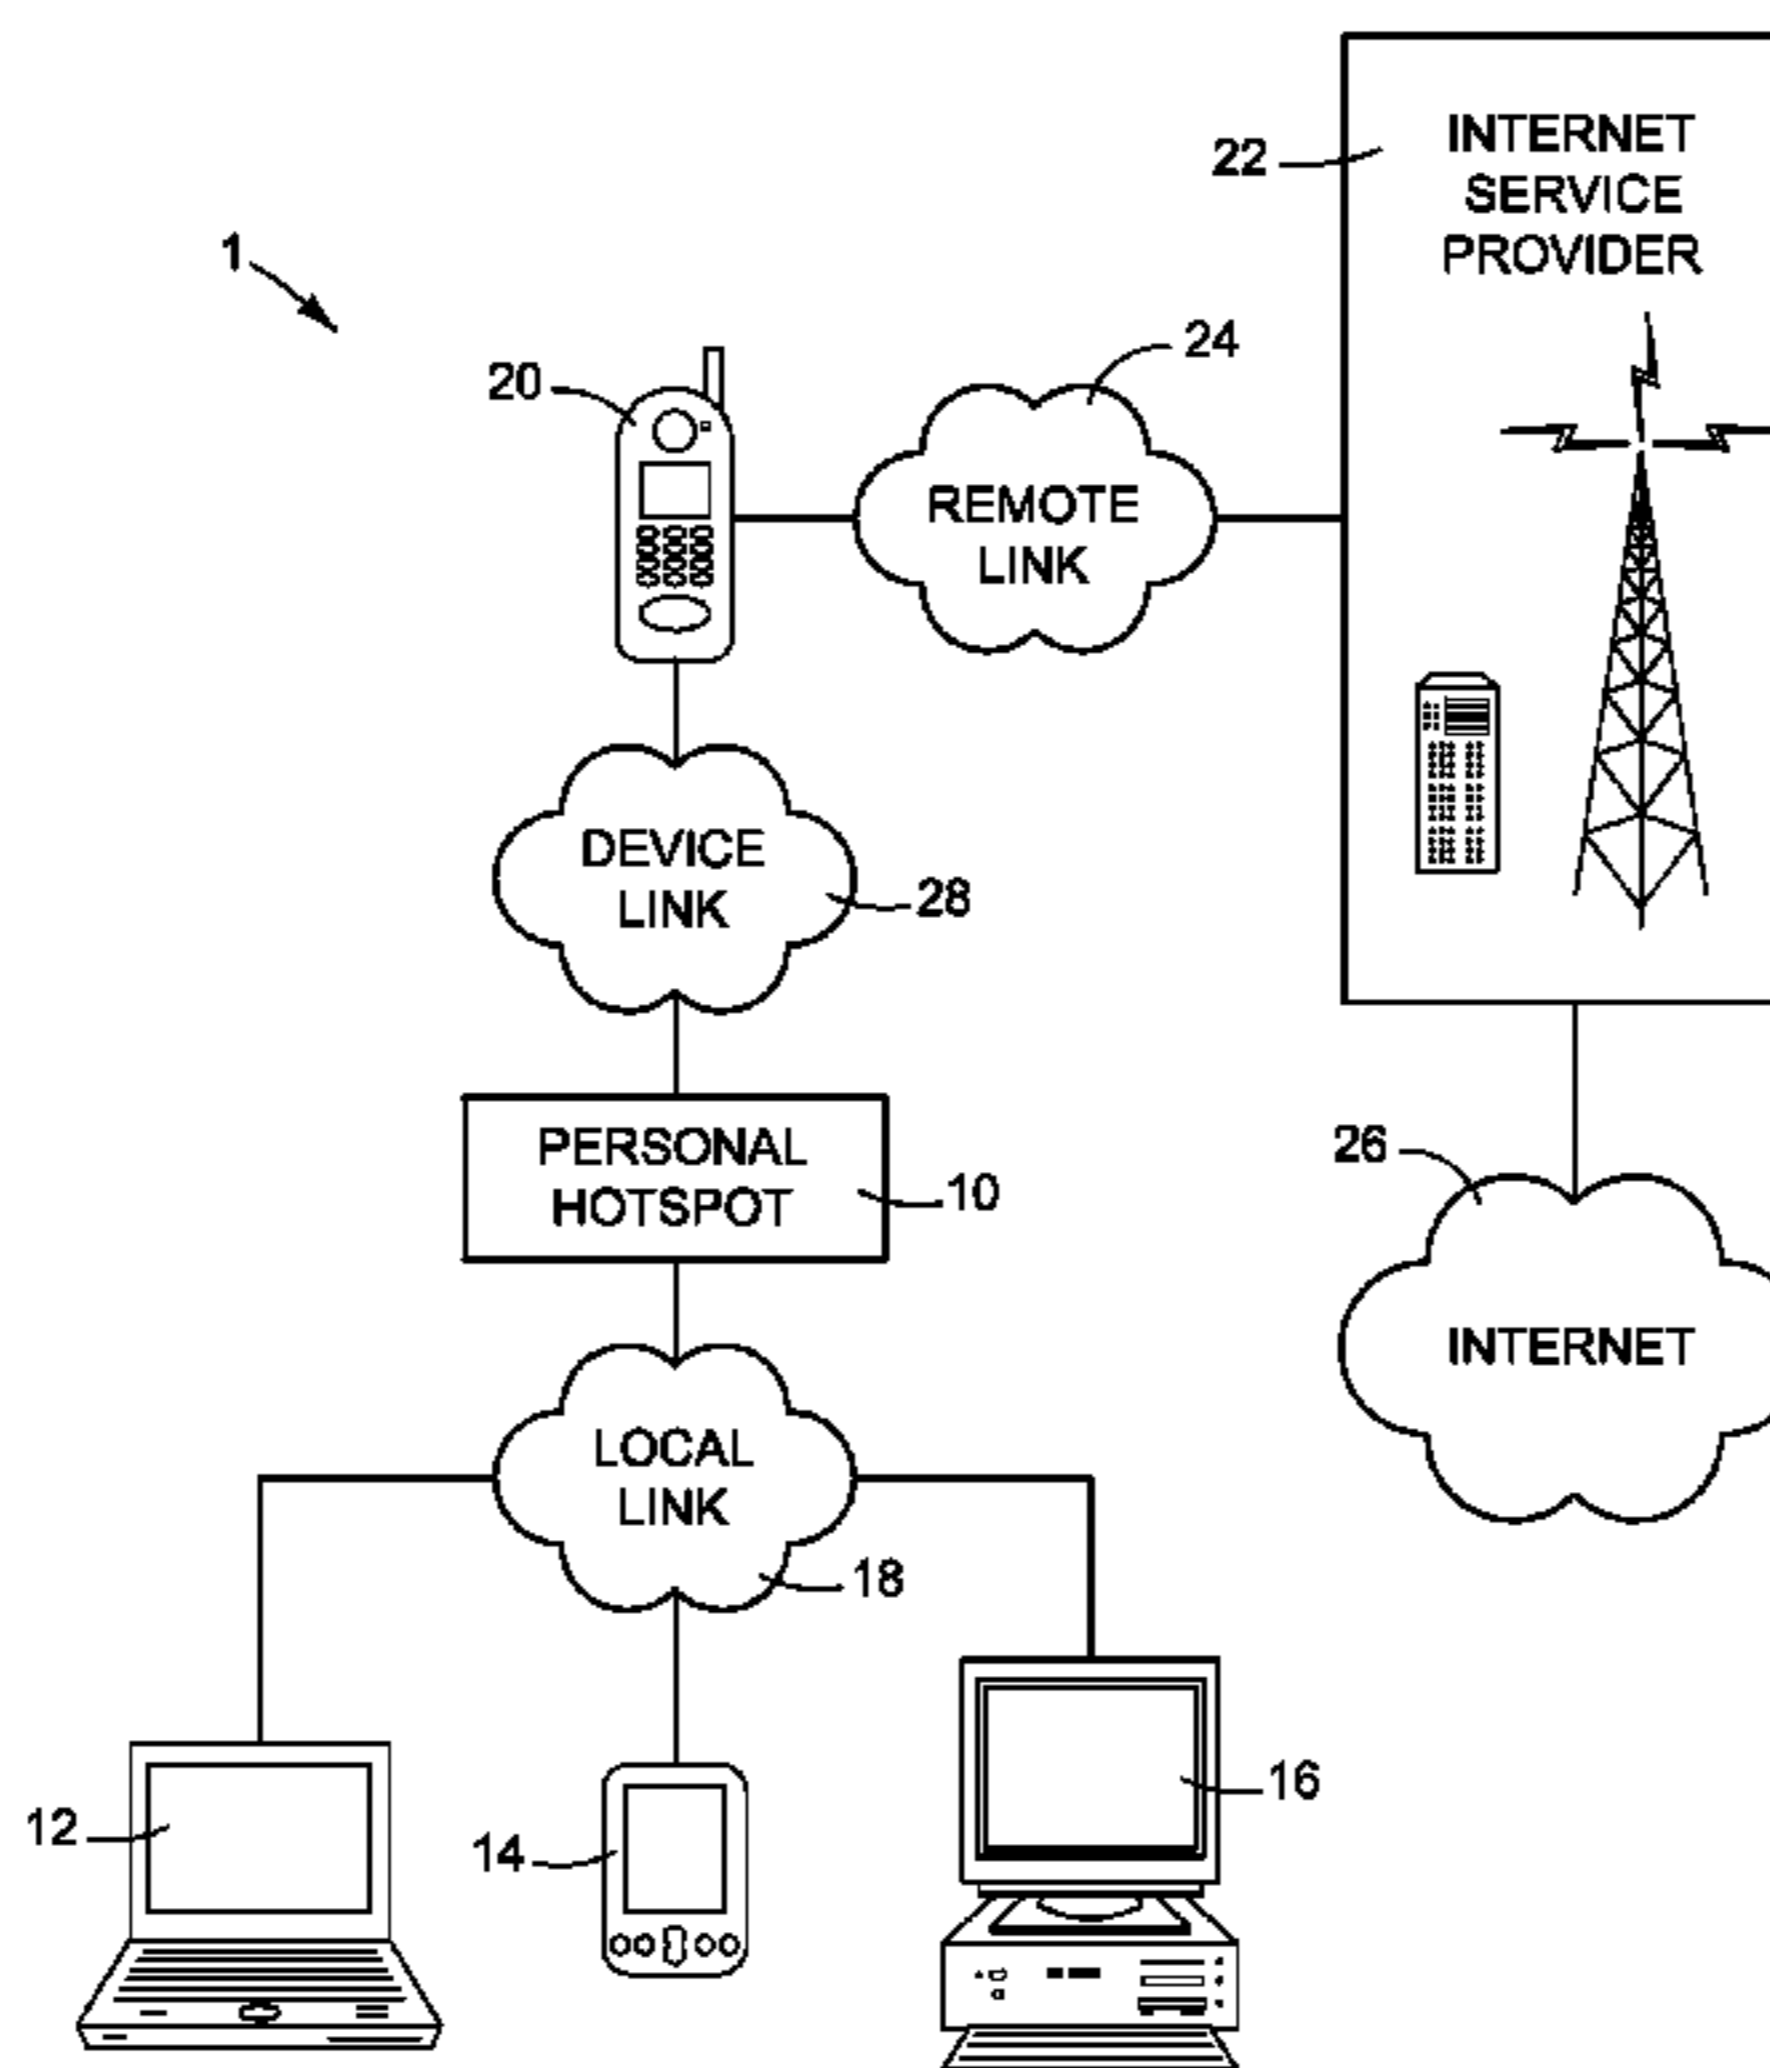 INTERNET
SERVICE
PROVIDER
22
1
24
20
REMOTE
LINK
DEVICE
LINK
28
PERSONAL
HOTSPOT
10
26
INTERNET
LOCAL
LINK
18
16
12
14